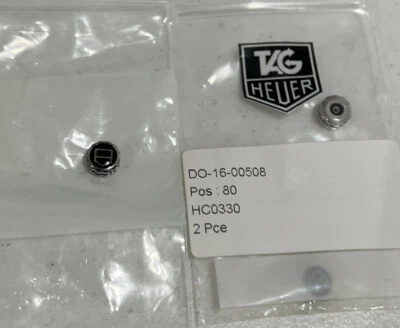 TAG
HEUER
DO-16-00508
Pos : 80
HC0330
2 Pce